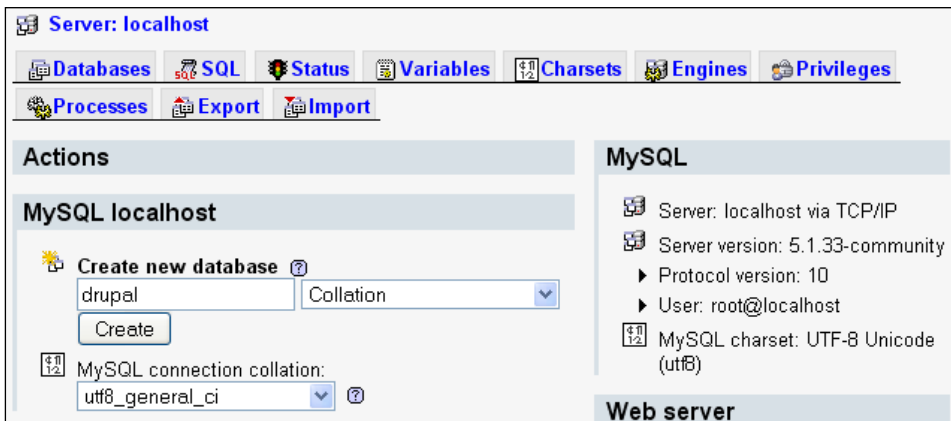 Server: localhost
Databases SQL Status Variables Charsets Engines Privileges
Processes Export Import
Actions
MySQL localhost
Create new database
drupal Collation
Create
MySQL connection collation:
utf8_general_ci
MySQL
Server: localhost via TCP/IP
Server version: 5.1.33-community
Protocol version: 10
User: root@localhost
MySQL charset: UTF-8 Unicode
(utf8)
Web server